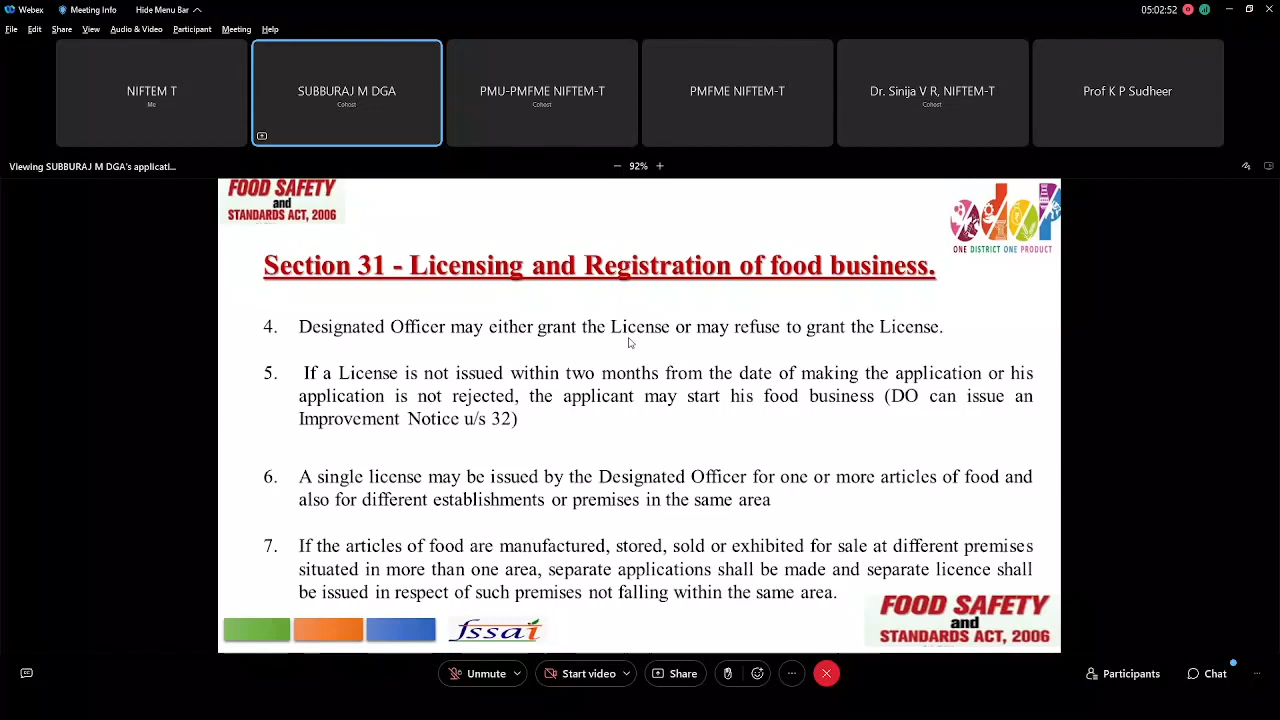 Webex
Meeting Info
Hide Menu Bar
05:02:52
File Edit Share View Audio & Video Participant Meeting Help
NIFTEM T
Me
SUBBURAJ M DGA
Cohost
PMU-PMFME NIFTEM-T
Cohost
PMFME NIFTEM-T
Dr. Sinija V R, NIFTEM-T
Cohost
Prof K P Sudheer
Viewing SUBBURAJ M DGA's applicati...
92%
FOOD SAFETY
and
STANDARDS ACT, 2006
odop
ONE DISTRICT ONE PRODUCT
Section 31 - Licensing and Registration of food business.
4. Designated Officer may either grant the License or may refuse to grant the License.
5. If a License is not issued within two months from the date of making the application or his
application is not rejected, the applicant may start his food business (DO can issue an
Improvement Notice u/s 32)
6. A single license may be issued by the Designated Officer for one or more articles of food and
also for different establishments or premises in the same area
7. If the articles of food are manufactured, stored, sold or exhibited for sale at different premises
situated in more than one area, separate applications shall be made and separate licence shall
be issued in respect of such premises not falling within the same area.
fssai
FOOD SAFETY
and
STANDARDS ACT, 2006
Unmute
Start video
Share
Participants
Chat